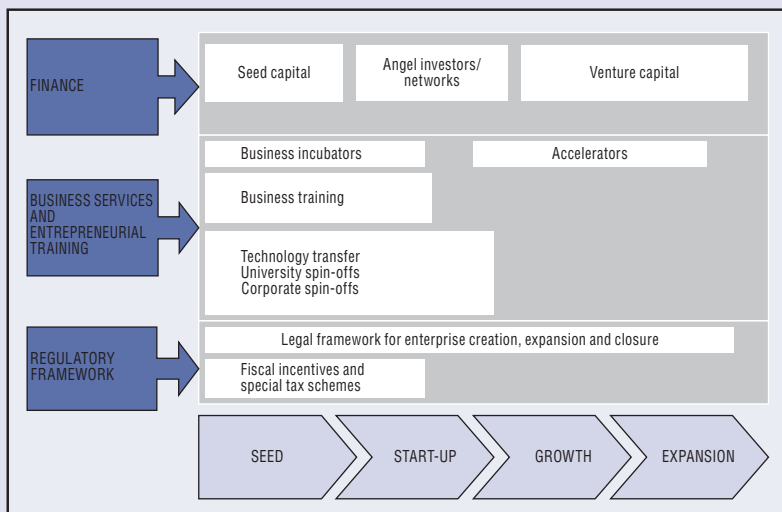 FINANCE
Seed capital
Angel investors/
networks
Venture capital
BUSINESS SERVICES
AND
ENTREPRENEURIAL
TRAINING
Business incubators
Accelerators
Business training
Technology transfer
University spin-offs
Corporate spin-offs
REGULATORY
FRAMEWORK
Legal framework for enterprise creation, expansion and closure
Fiscal incentives and
special tax schemes
SEED
START-UP
GROWTH
EXPANSION